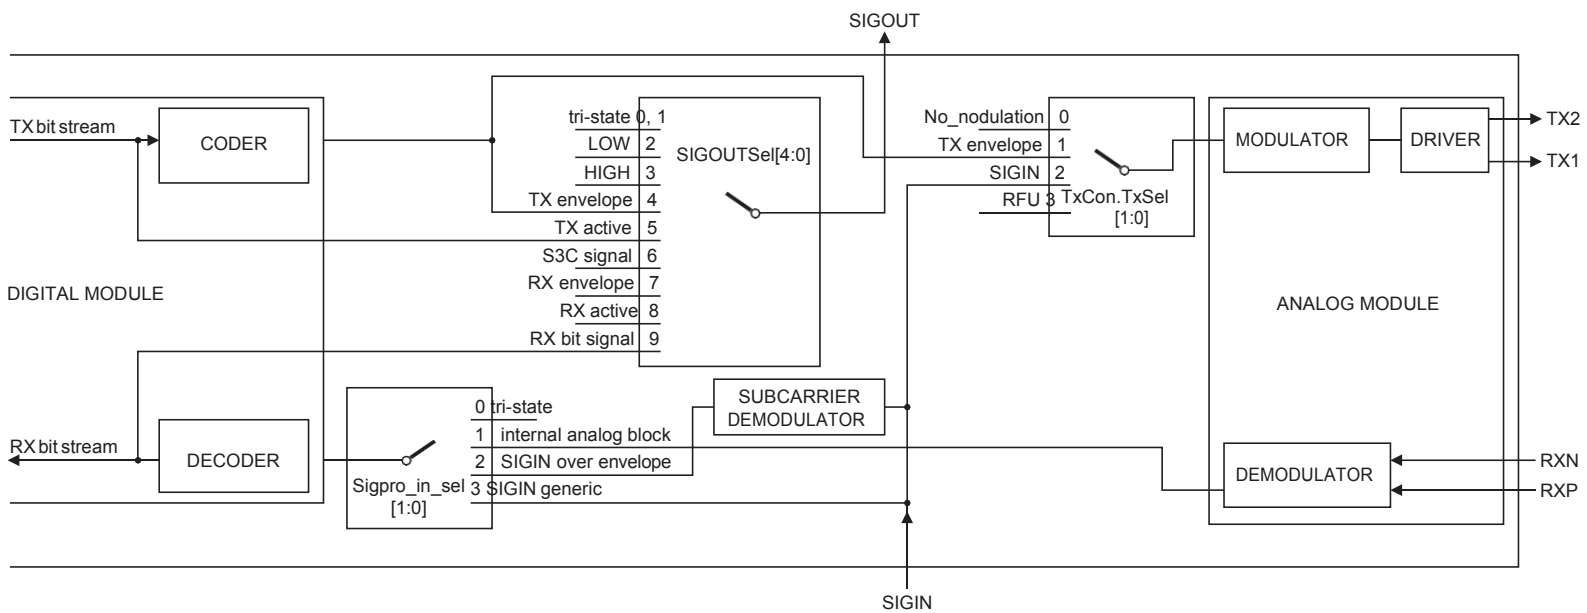 SIGOUT
TX bit stream
CODER
tri-state 0, 1
LOW 2
HIGH 3
TX envelope 4
TX active 5
S3C signal 6
RX envelope 7
RX active 8
RX bit signal 9
SIGOUTSel[4:0]
No_nodulation 0
TX envelope 1
SIGIN 2
RFU 3
TxCon.TxSel
[1:0]
MODULATOR
DRIVER
TX2
TX1
DIGITAL MODULE
ANALOG MODULE
SUBCARRIER
DEMODULATOR
0 tri-state
1 internal analog block
2 SIGIN over envelope
3 SIGIN generic
RX bit stream
DECODER
Sigpro_in_sel
[1:0]
DEMODULATOR
RXN
RXP
SIGIN